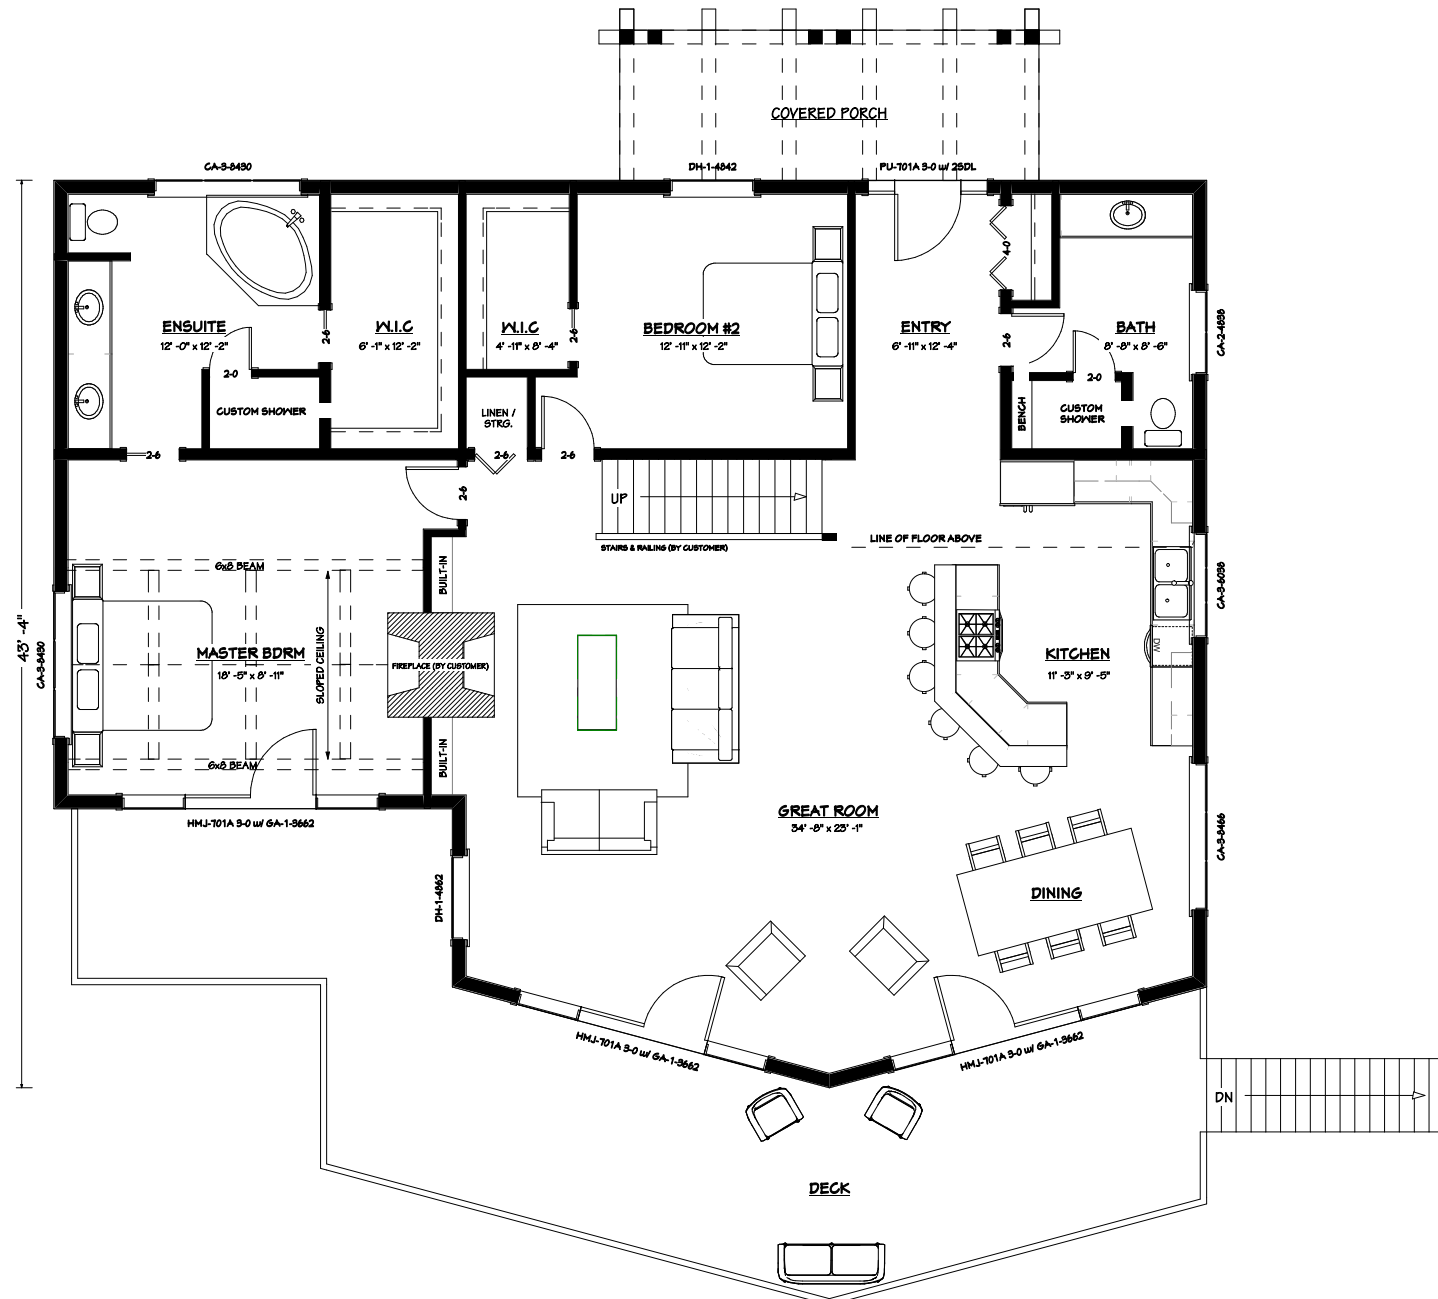 COVERED PORCH
CA-3-8430
DH-1-4842
PU-701A 3-0 w/ 2SDL
4-0
ENSUITE
12' -0" x 12' -2"
2-6
W.I.C
6' -1" x 12' -2"
W.I.C
4' -11" x 8' -4"
2-6
BEDROOM #2
12' -11" x 12' -2"
ENTRY
6' -11" x 12' -4"
2-6
BATH
8' -8" x 8' -6"
CA-2-4838
2-0
2-0
CUSTOM SHOWER
LINEN /
STRG.
BENCH
CUSTOM
SHOWER
2-6
2-6
2-6
2-6
UP
STAIRS & RAILING (BY CUSTOMER)
LINE OF FLOOR ABOVE
43' -4"
6x8 BEAM
BUILT-IN
CA-3-6038
CA-3-8430
MASTER BDRM
18' -5" x 8' -11"
SLOPED CEILING
FIREPLACE (BY CUSTOMER)
KITCHEN
11' -3" x 9' -5"
DW
6x8 BEAM
BUILT-IN
HMJ-701A 3-0 w/ GA-1-3662
GREAT ROOM
34' -8" x 23' -1"
CA-3-8466
DH-1-4862
DINING
HMJ-701A 3-0 w/ GA-1-3662
HMJ-701A 3-0 w/ GA-1-3662
DN
DECK